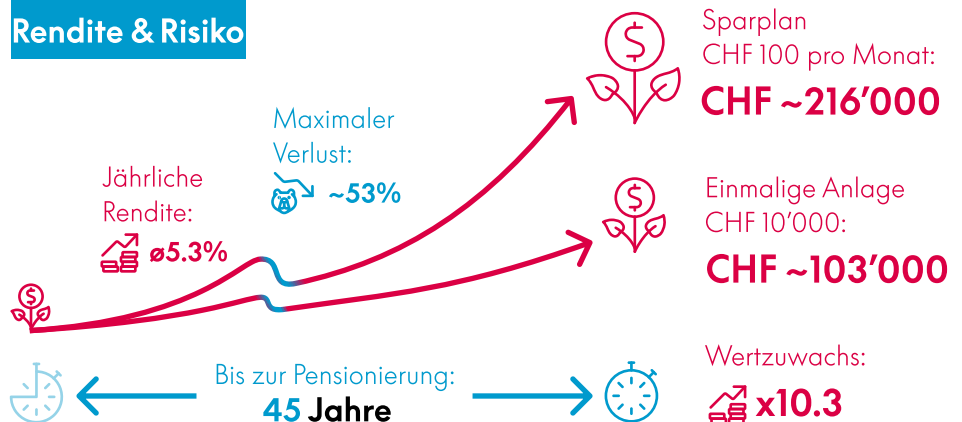 Rendite & Risiko
Sparplan
CHF 100 pro Monat:
CHF ~216’000
Maximaler
Verlust:
~53%
Jährliche
Rendite:
ø5.3%
Einmalige Anlage
CHF 10’000:
CHF ~103’000
Bis zur Pensionierung:
45 Jahre
Wertzuwachs:
x10.3